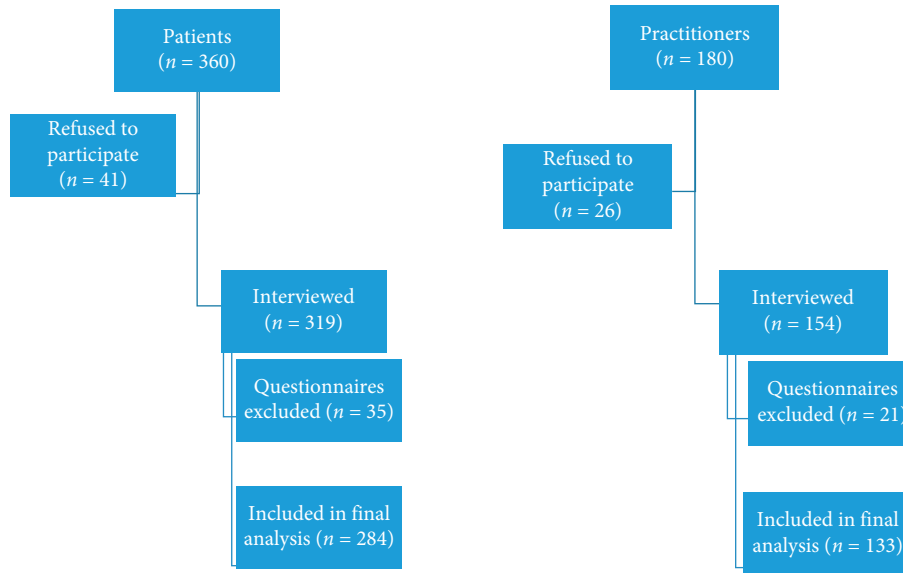 Patients
(n = 360)
Refused to
participate
(n = 41)
Interviewed
(n = 319)
Questionnaires
excluded (n = 35)
Included in final
analysis (n = 284)
Practitioners
(n = 180)
Refused to
participate
(n = 26)
Interviewed
(n = 154)
Questionnaires
excluded (n = 21)
Included in final
analysis (n = 133)